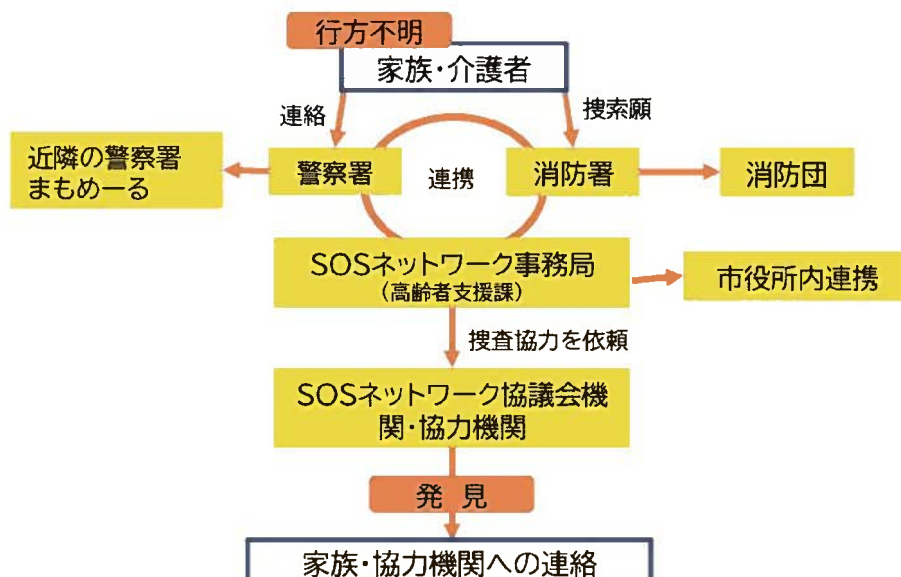 行方不明
家族・介護者
連絡
捜索願
近隣の警察署
まもめーる
警察署
連携
消防署
消防団
SOSネットワーク事務局
(高齢者支援課)
市役所内連携
捜査協力を依頼
SOSネットワーク協議会機
関・協力機関
発 見
家族・協力機関への連絡